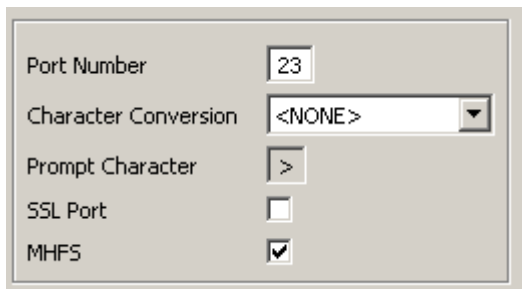 Port Number 23
Character Conversion <NONE>
Prompt Character >
SSL Port
MHFS